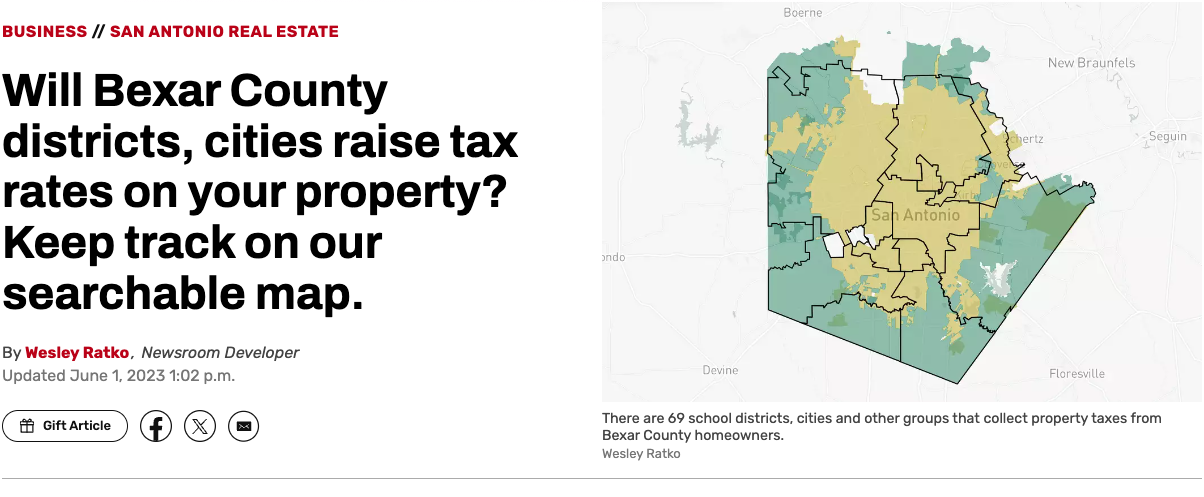 BUSINESS // SAN ANTONIO REAL ESTATE
Will Bexar County
districts, cities raise tax
rates on your property?
Keep track on our
searchable map.
By Wesley Ratko, Newsroom Developer
Updated June 1, 2023 1:02 p.m.
Gift Article
Boerne
New Braunfels
Seguin
chertz
San Antonio
ondo
Devine
Floresville
There are 69 school districts, cities and other groups that collect property taxes from
Bexar County homeowners.
Wesley Ratko